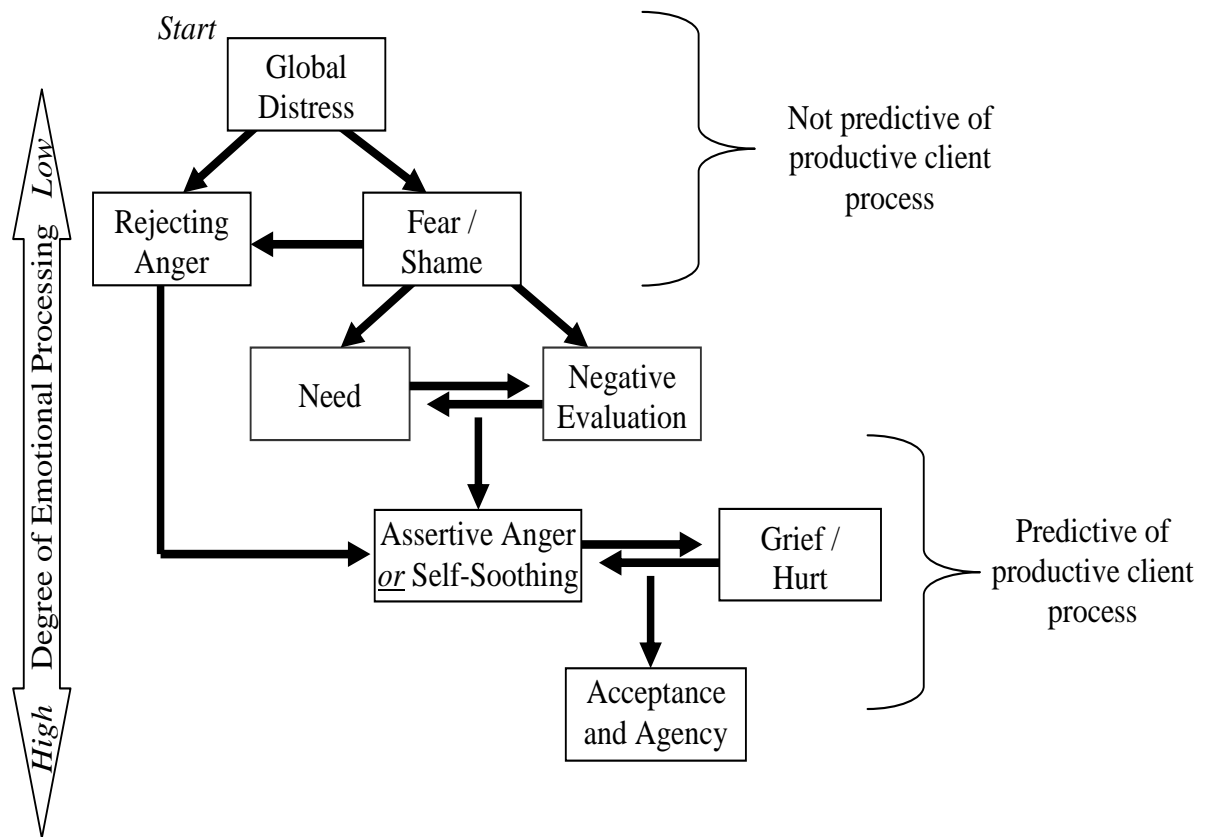 Start
Global
Distress
Not predictive of
productive client
process
Low
Degree of Emotional Processing
High
Rejecting
Anger
Fear /
Shame
Need
Negative
Evaluation
Assertive Anger
or Self-Soothing
Grief /
Hurt
Predictive of
productive client
process
Acceptance
and Agency